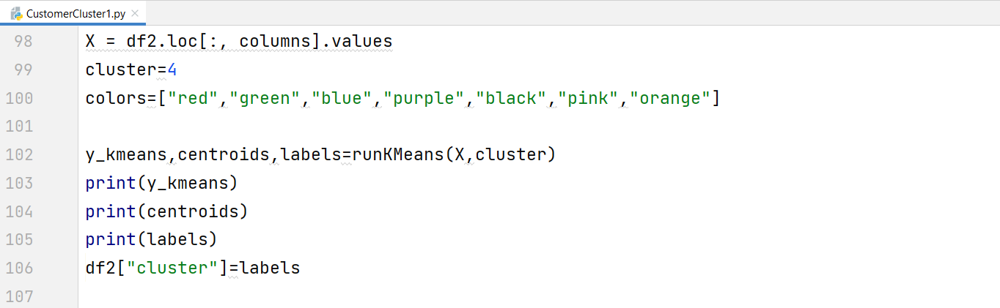 CustomerCluster1.py
98 X = df2.loc[:, columns].values
99 cluster=4
100 colors=["red","green","blue","purple","black","pink","orange"]
101
102 y_kmeans,centroids,labels=runKMeans(X,cluster)
103 print(y_kmeans)
104 print(centroids)
105 print(labels)
106 df2["cluster"]=labels
107